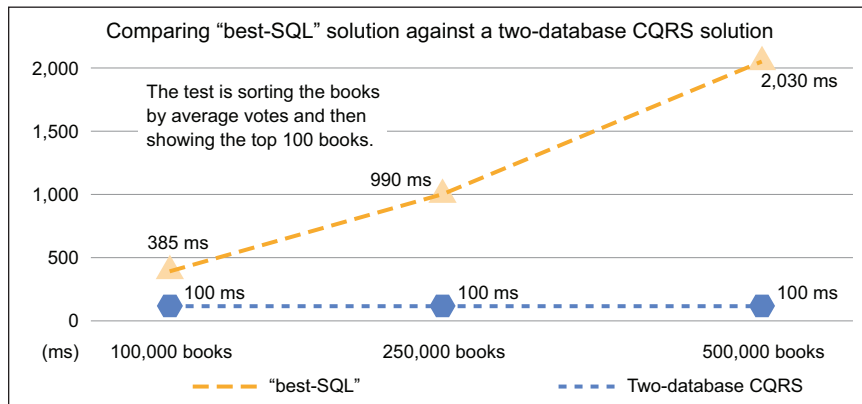 Comparing “best-SQL” solution against a two-database CQRS solution
2,000
The test is sorting the books
by average votes and then
showing the top 100 books.
2,030 ms
1,500
1,000
990 ms
500
385 ms
100 ms
100 ms
100 ms
0
(ms)
100,000 books
250,000 books
500,000 books
“best-SQL”
Two-database CQRS